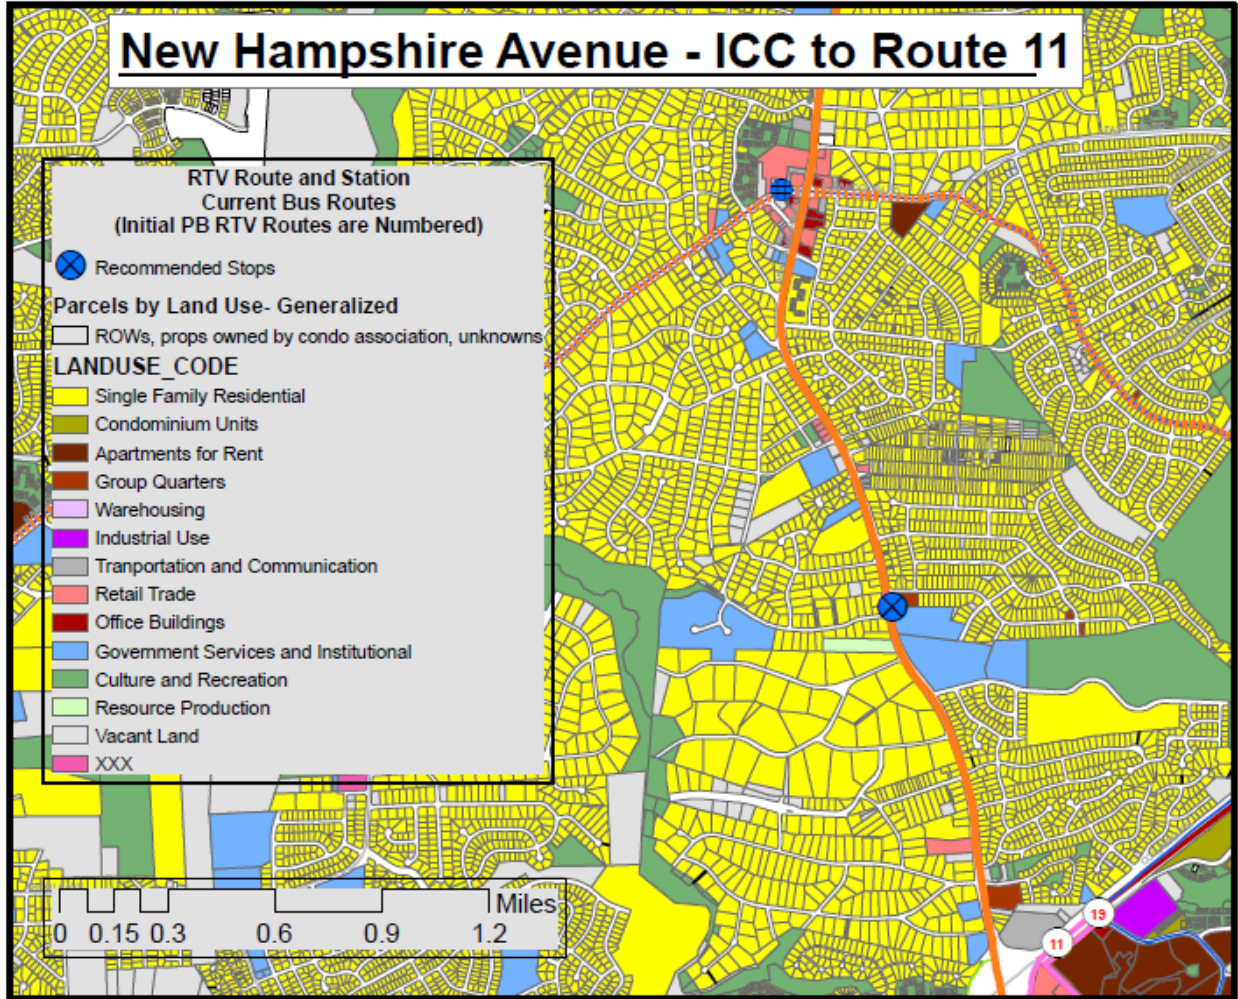 New Hampshire Avenue - ICC to Route 11
RTV Route and Station
Current Bus Routes
(Initial PB RTV Routes are Numbered)
Recommended Stops
Parcels by Land Use- Generalized
ROWs, props owned by condo association, unknowns
LANDUSE_CODE
Single Family Residential
Condominium Units
Apartments for Rent
Group Quarters
Warehousing
Industrial Use
Tranportation and Communication
Retail Trade
Office Buildings
Government Services and Institutional
Culture and Recreation
Resource Production
Vacant Land
XXX
19
11
Miles
0 0.15 0.3 0.6 0.9 1.2